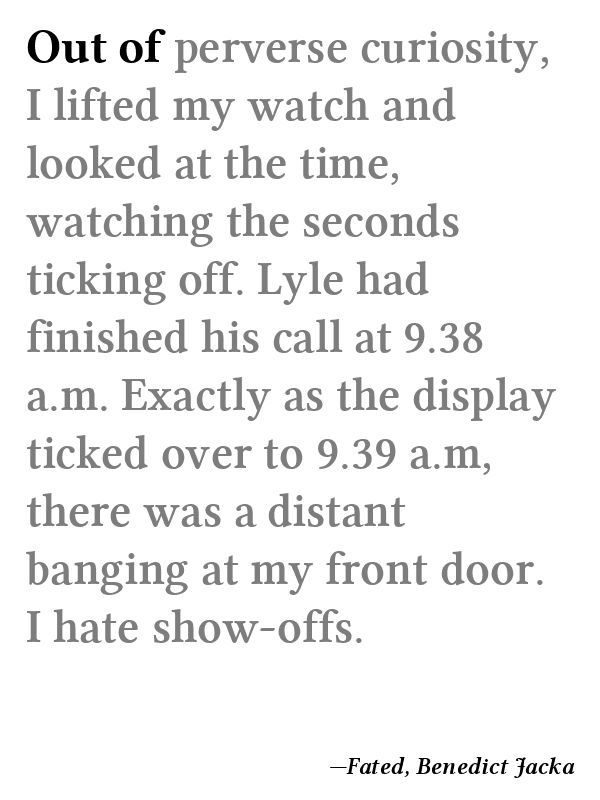 Out of perverse curiosity,
I lifted my watch and
looked at the time,
watching the seconds
ticking off. Lyle had
finished his call at 9.38
a.m. Exactly as the display
ticked over to 9.39 a.m,
there was a distant
banging at my front door.
I hate show-offs.
—Fated, Benedict Jacka